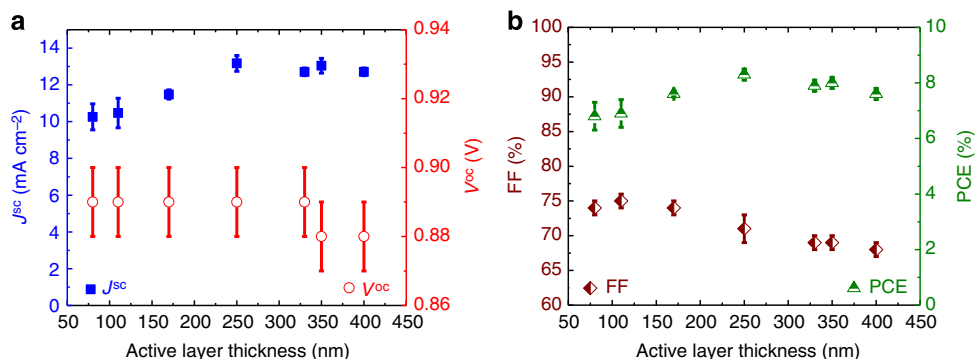 a
14
12
10
8
6
4
2
0
Jsc (mA cm−2)
0.94
0.92
0.90
0.88
0.86
Voc (V)
Jsc
Voc
50 100 150 200 250 300 350 400 450
Active layer thickness (nm)
b
100
95
90
85
80
75
70
65
60
FF (%)
10
8
6
4
2
0
PCE (%)
FF
PCE
50 100 150 200 250 300 350 400 450
Active layer thickness (nm)